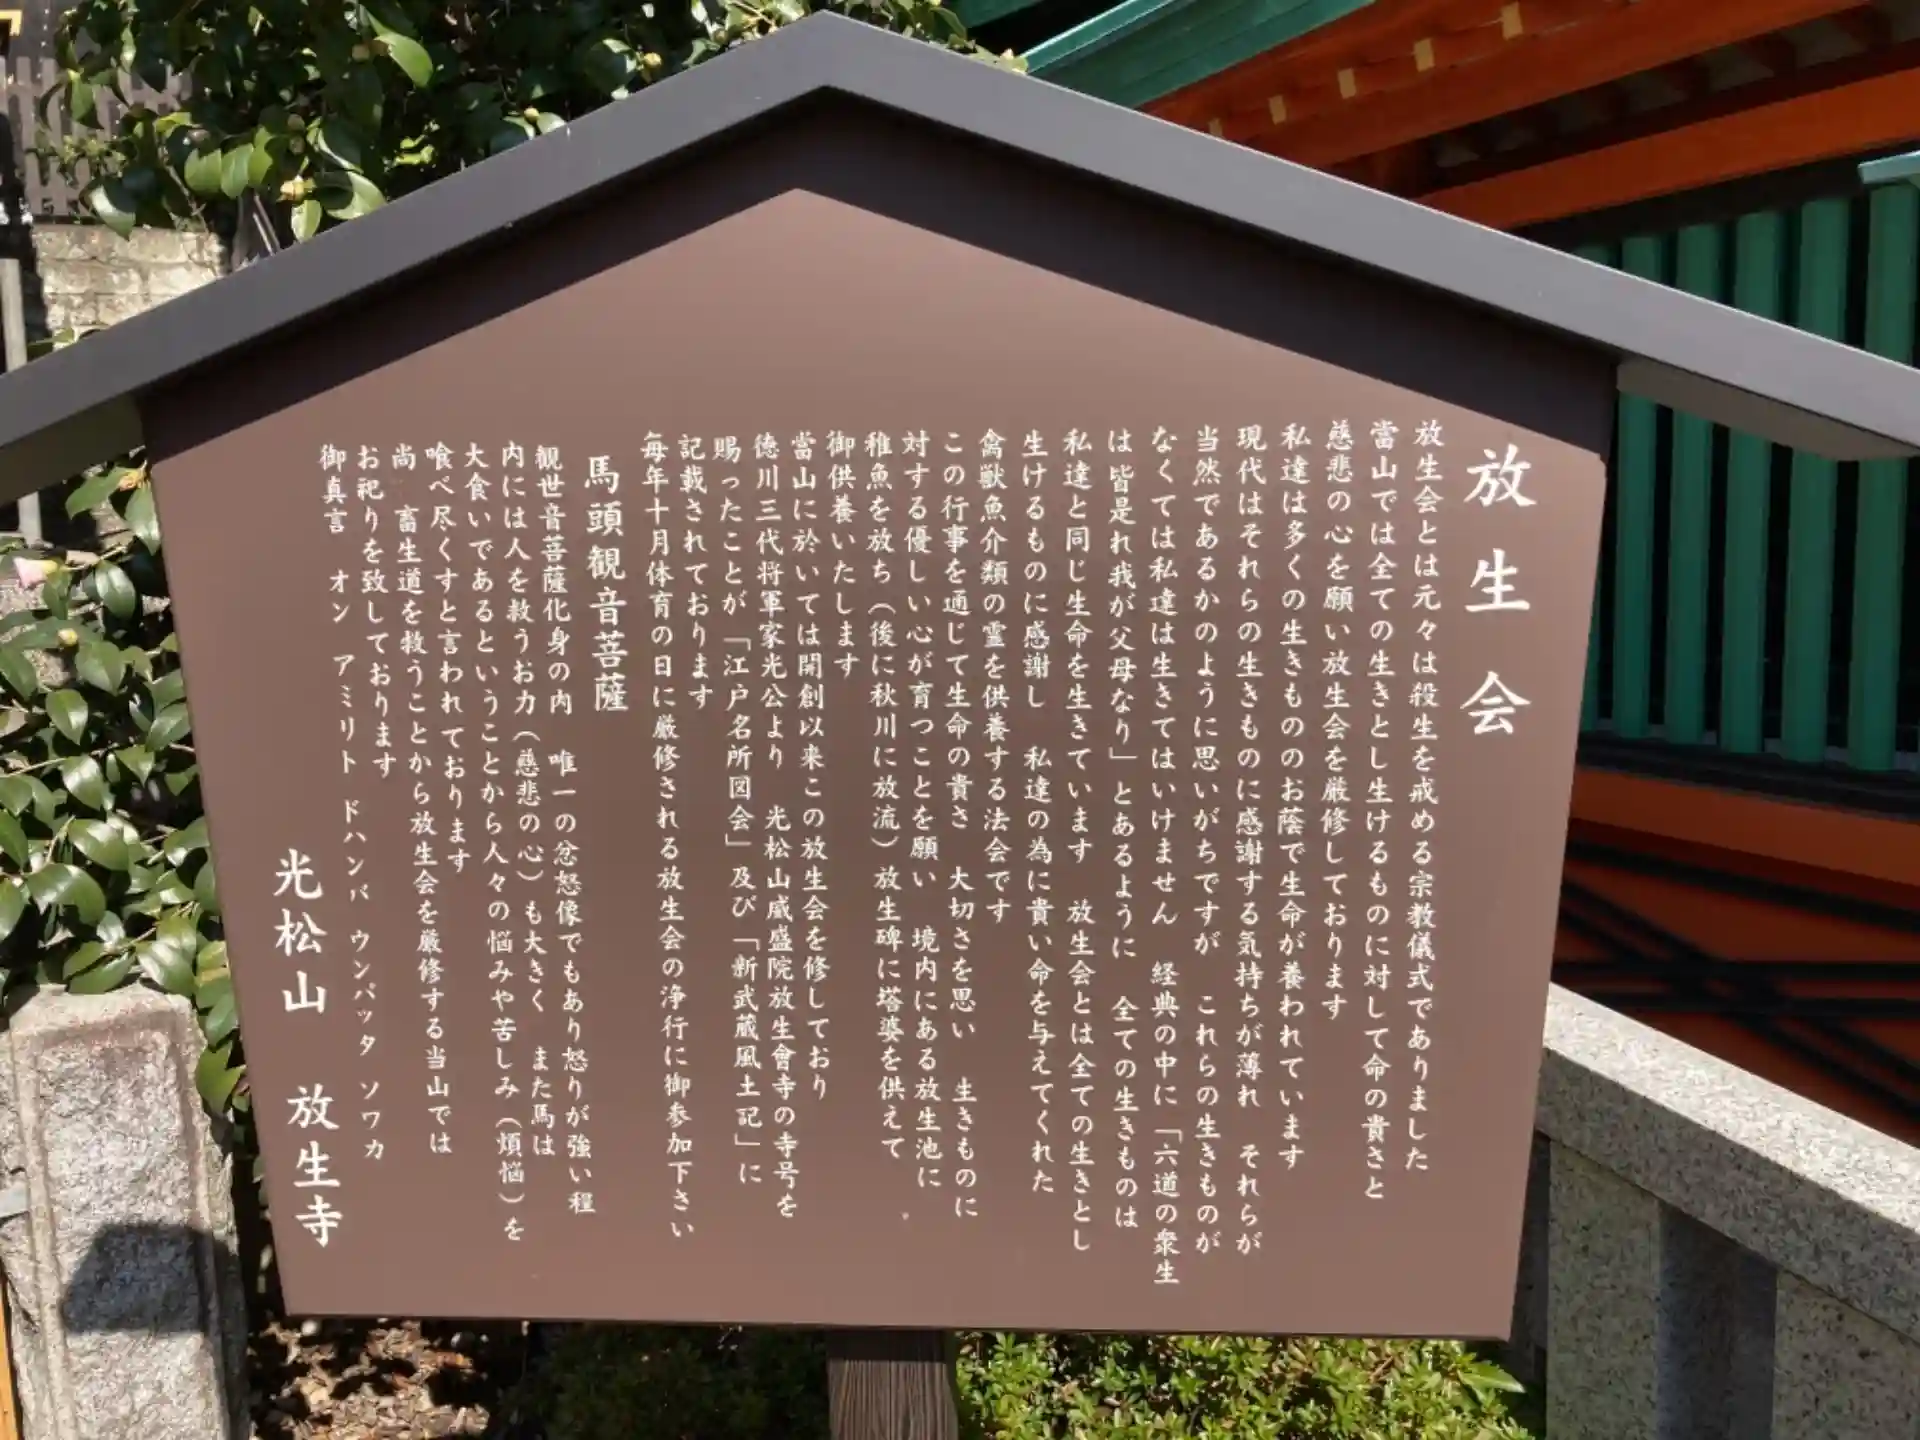 放生会
放生会とは元々は殺生を戒める宗教儀式でありました
當山では全ての生きとし生けるものに対して命の貴さと
慈悲の心を願い放生会を厳修しております
私達は多くの生きもののお蔭で生命が養われています
現代はそれらの生きものに感謝する気持ちが薄れ　それらが
当然であるかのように思いがちですが　これらの生きものが
なくては私達は生きてはいけません　経典の中に「六道の衆生
は皆是れ我が父母なり」とあるように　全ての生きものは
私達と同じ生命を生きています　放生会とは全ての生きとし
生けるものに感謝し　私達の為に貴い命を与えてくれた
禽獣魚介類の霊を供養する法会です
この行事を通じて生命の貴さ　大切さを思い　生きものに
対する優しい心が育つことを願い　境内にある放生池に
稚魚を放ち（後に秋川に放流）放生碑に塔婆を供えて
御供養いたします
當山に於いては開創以来この放生会を修しており
徳川三代将軍家光公より　光松山威盛院放生會寺の寺号を
賜ったことが「江戸名所図会」及び「新武蔵風土記」に
記載されております
毎年十月体育の日に厳修される放生会の浄行に御参加下さい
馬頭観音菩薩
観世音菩薩化身の内　唯一の忿怒像でもあり怒りが強い程
内には人を救うお力（慈悲の心）も大きく　また馬は
大食いであるということから人々の悩みや苦しみ（煩悩）を
喰べ尽くすと言われております
尚　畜生道を救うことから放生会を厳修する当山では
お祀りを致しております
御真言　オン　アミリト　ドハンバ　ウンパッタ　ソワカ
光松山　放生寺